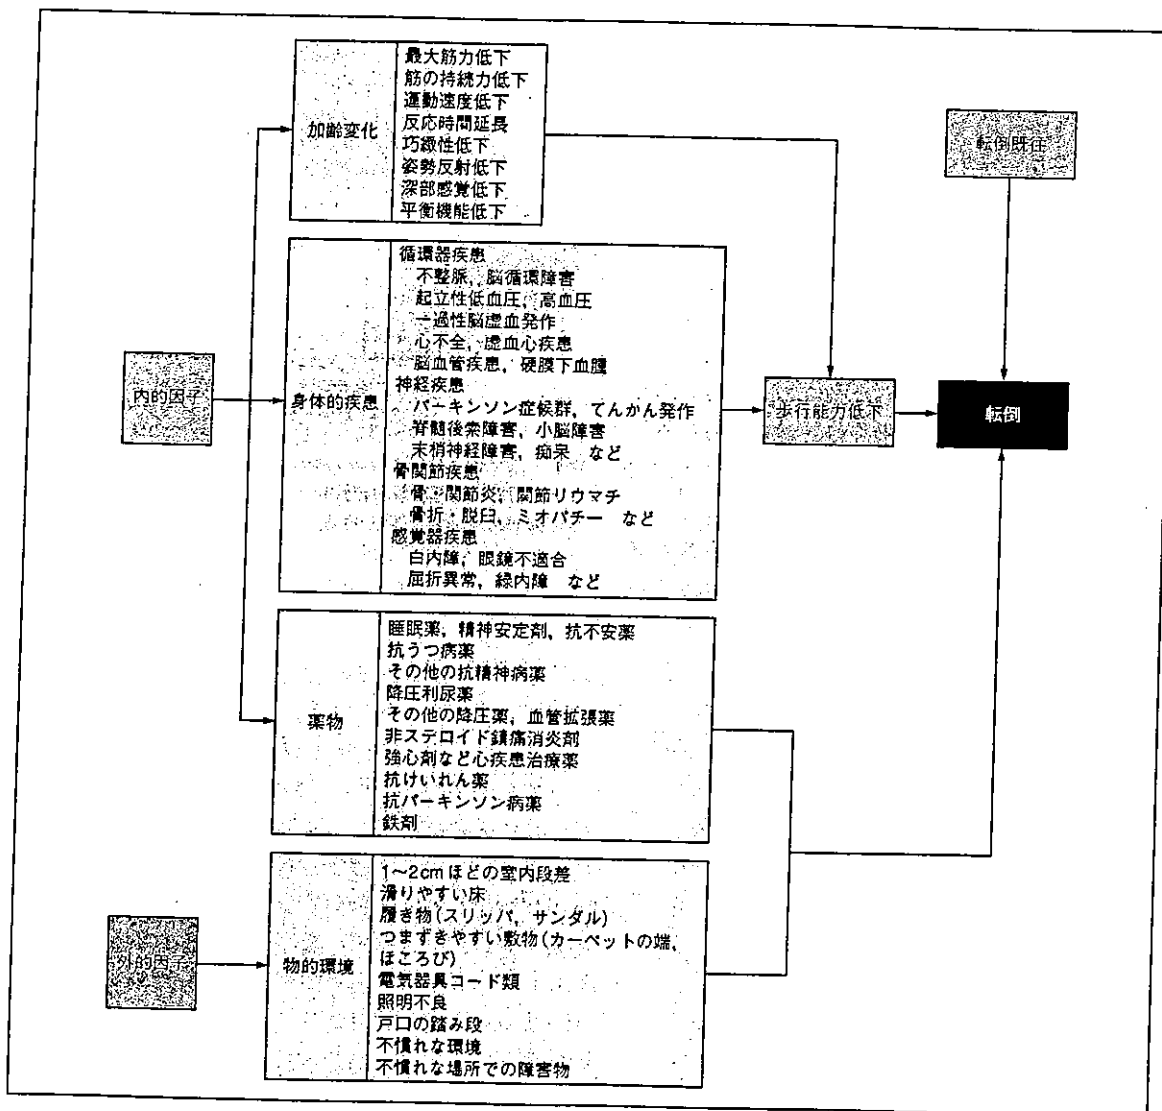 加齢変化
最大筋力低下
筋の持続力低下
運動速度低下
反応時間延長
巧緻性低下
姿勢反射低下
深部感覚低下
平衡機能低下
転倒既往
内的因子
身体的疾患
循環器疾患
不整脈, 脳循環障害
起立性低血圧, 高血圧
一過性脳虚血発作
心不全, 虚血心疾患
脳血管疾患, 硬膜下血腫
神経疾患
パーキンソン症候群, てんかん発作
脊髄後索障害, 小脳障害
末梢神経障害, 痴呆 など
骨関節疾患
骨・関節炎, 関節リウマチ
骨折・脱臼, ミオパチー など
感覚器疾患
白内障, 眼鏡不適合
屈折異常, 緑内障 など
歩行能力低下
転倒
薬物
睡眠薬, 精神安定剤, 抗不安薬
抗うつ病薬
その他の抗精神病薬
降圧利尿薬
その他の降圧薬, 血管拡張薬
非ステロイド鎮痛消炎剤
強心剤など心疾患治療薬
抗けいれん薬
抗パーキンソン病薬
鉄剤
外的因子
物的環境
1～2cmほどの室内段差
滑りやすい床
履き物(スリッパ, サンダル)
つまずきやすい敷物(カーペットの端,
ほころび)
電気器具コード類
照明不良
戸口の踏み段
不慣れな環境
不慣れな場所での障害物